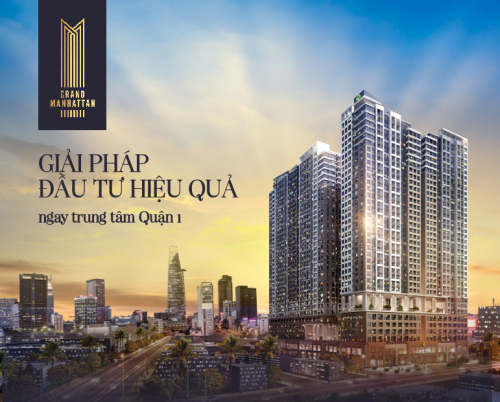 GRAND
MANHATTAN
GIẢI PHÁP
ĐẦU TƯ HIỆU QUẢ
ngay trung tâm Quận 1